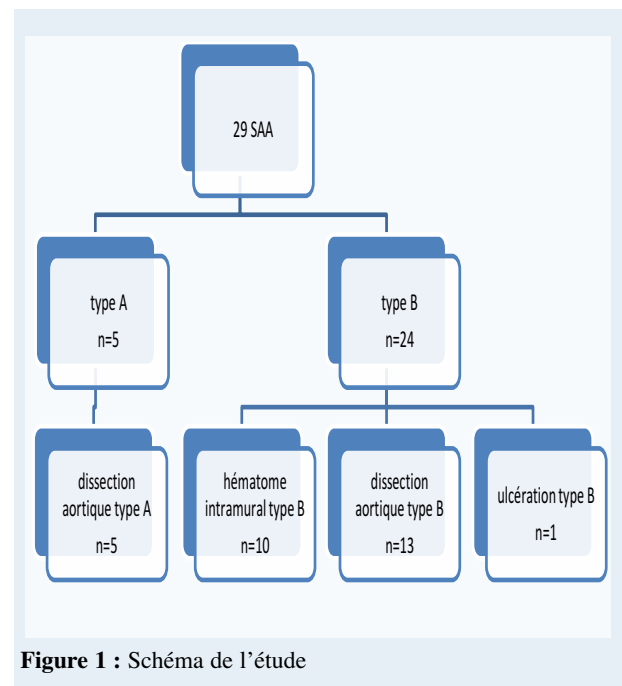 29 SAA
type A
n=5
type B
n=24
dissection
aortique type A
n=5
hématome
intramural type B
n=10
dissection
aortique type B
n=13
ulcération type B
n=1
Figure 1 : Schéma de l'étude